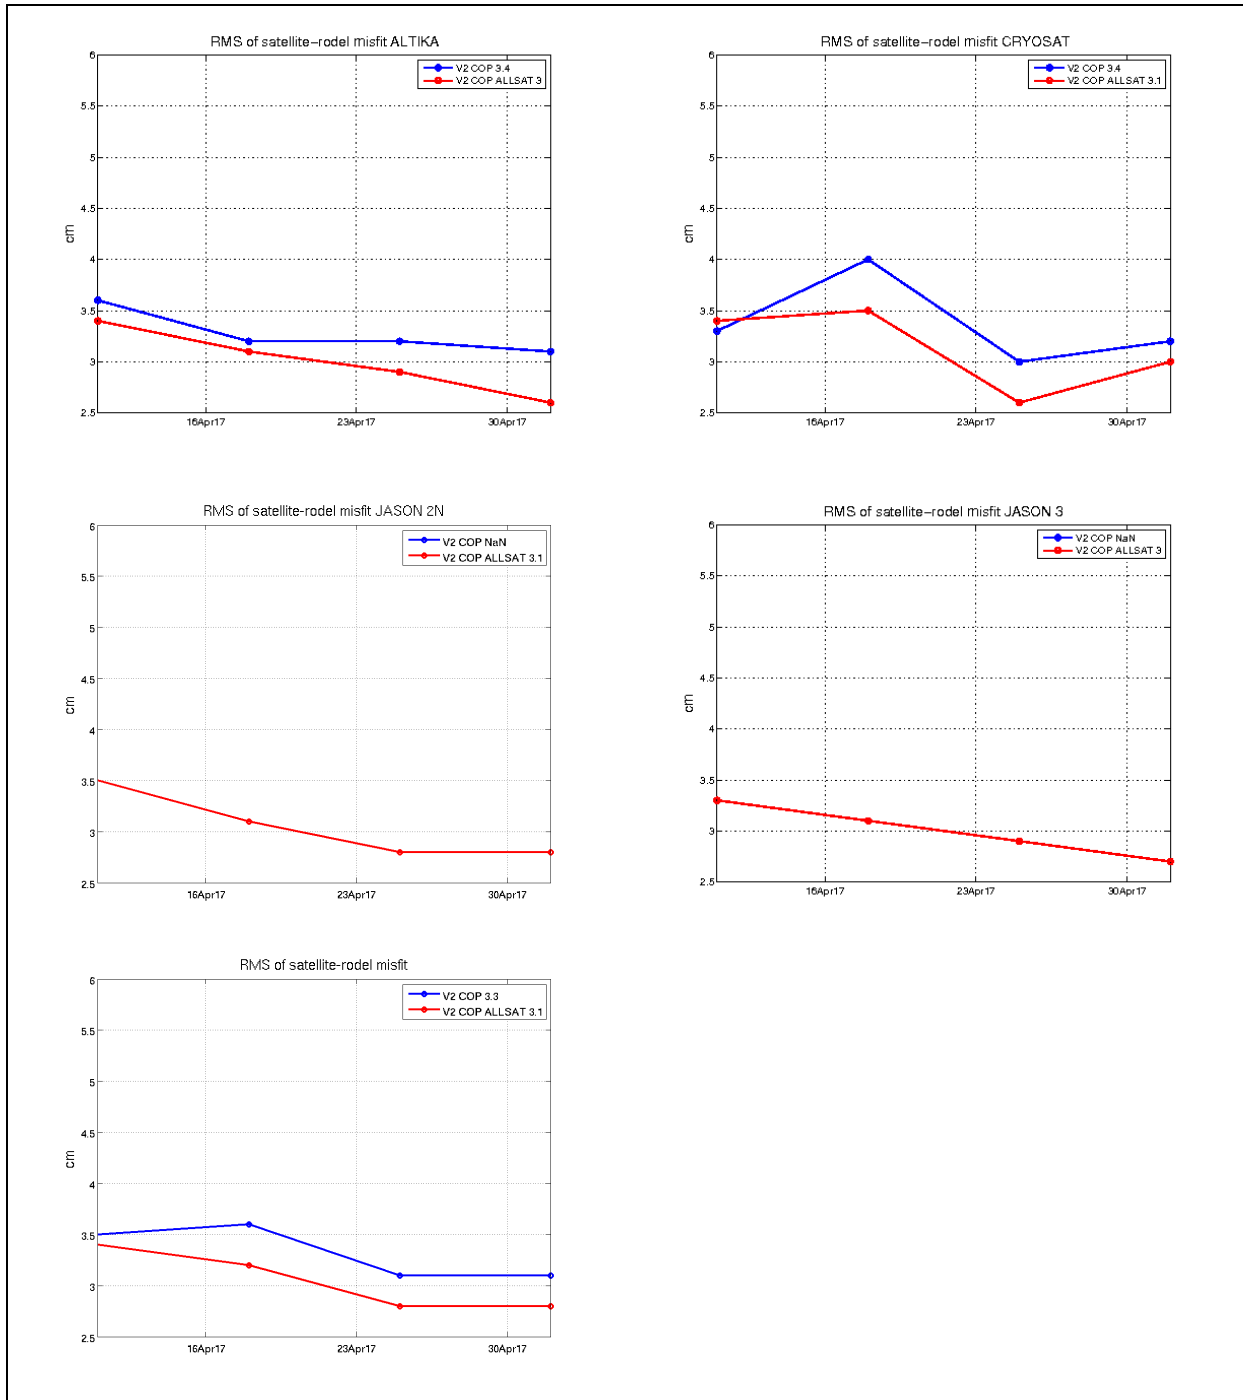 RMS of satellite-rodel misfit ALTIKA
V2 COP 3.4
V2 COP ALLSAT 3
6
5.5
5
4.5
4
3.5
3
2.5
cm
16Apr17 23Apr17 30Apr17
RMS of satellite-rodel misfit CRYOSAT
V2 COP 3.4
V2 COP ALLSAT 3.1
6
5.5
5
4.5
4
3.5
3
2.5
cm
16Apr17 23Apr17 30Apr17
RMS of satellite-rodel misfit JASON 2N
V2 COP NaN
V2 COP ALLSAT 3.1
6
5.5
5
4.5
4
3.5
3
2.5
cm
16Apr17 23Apr17 30Apr17
RMS of satellite-rodel misfit JASON 3
V2 COP NaN
V2 COP ALLSAT 3
6
5.5
5
4.5
4
3.5
3
2.5
cm
16Apr17 23Apr17 30Apr17
RMS of satellite-rodel misfit
V2 COP 3.3
V2 COP ALLSAT 3.1
6
5.5
5
4.5
4
3.5
3
2.5
cm
16Apr17 23Apr17 30Apr17